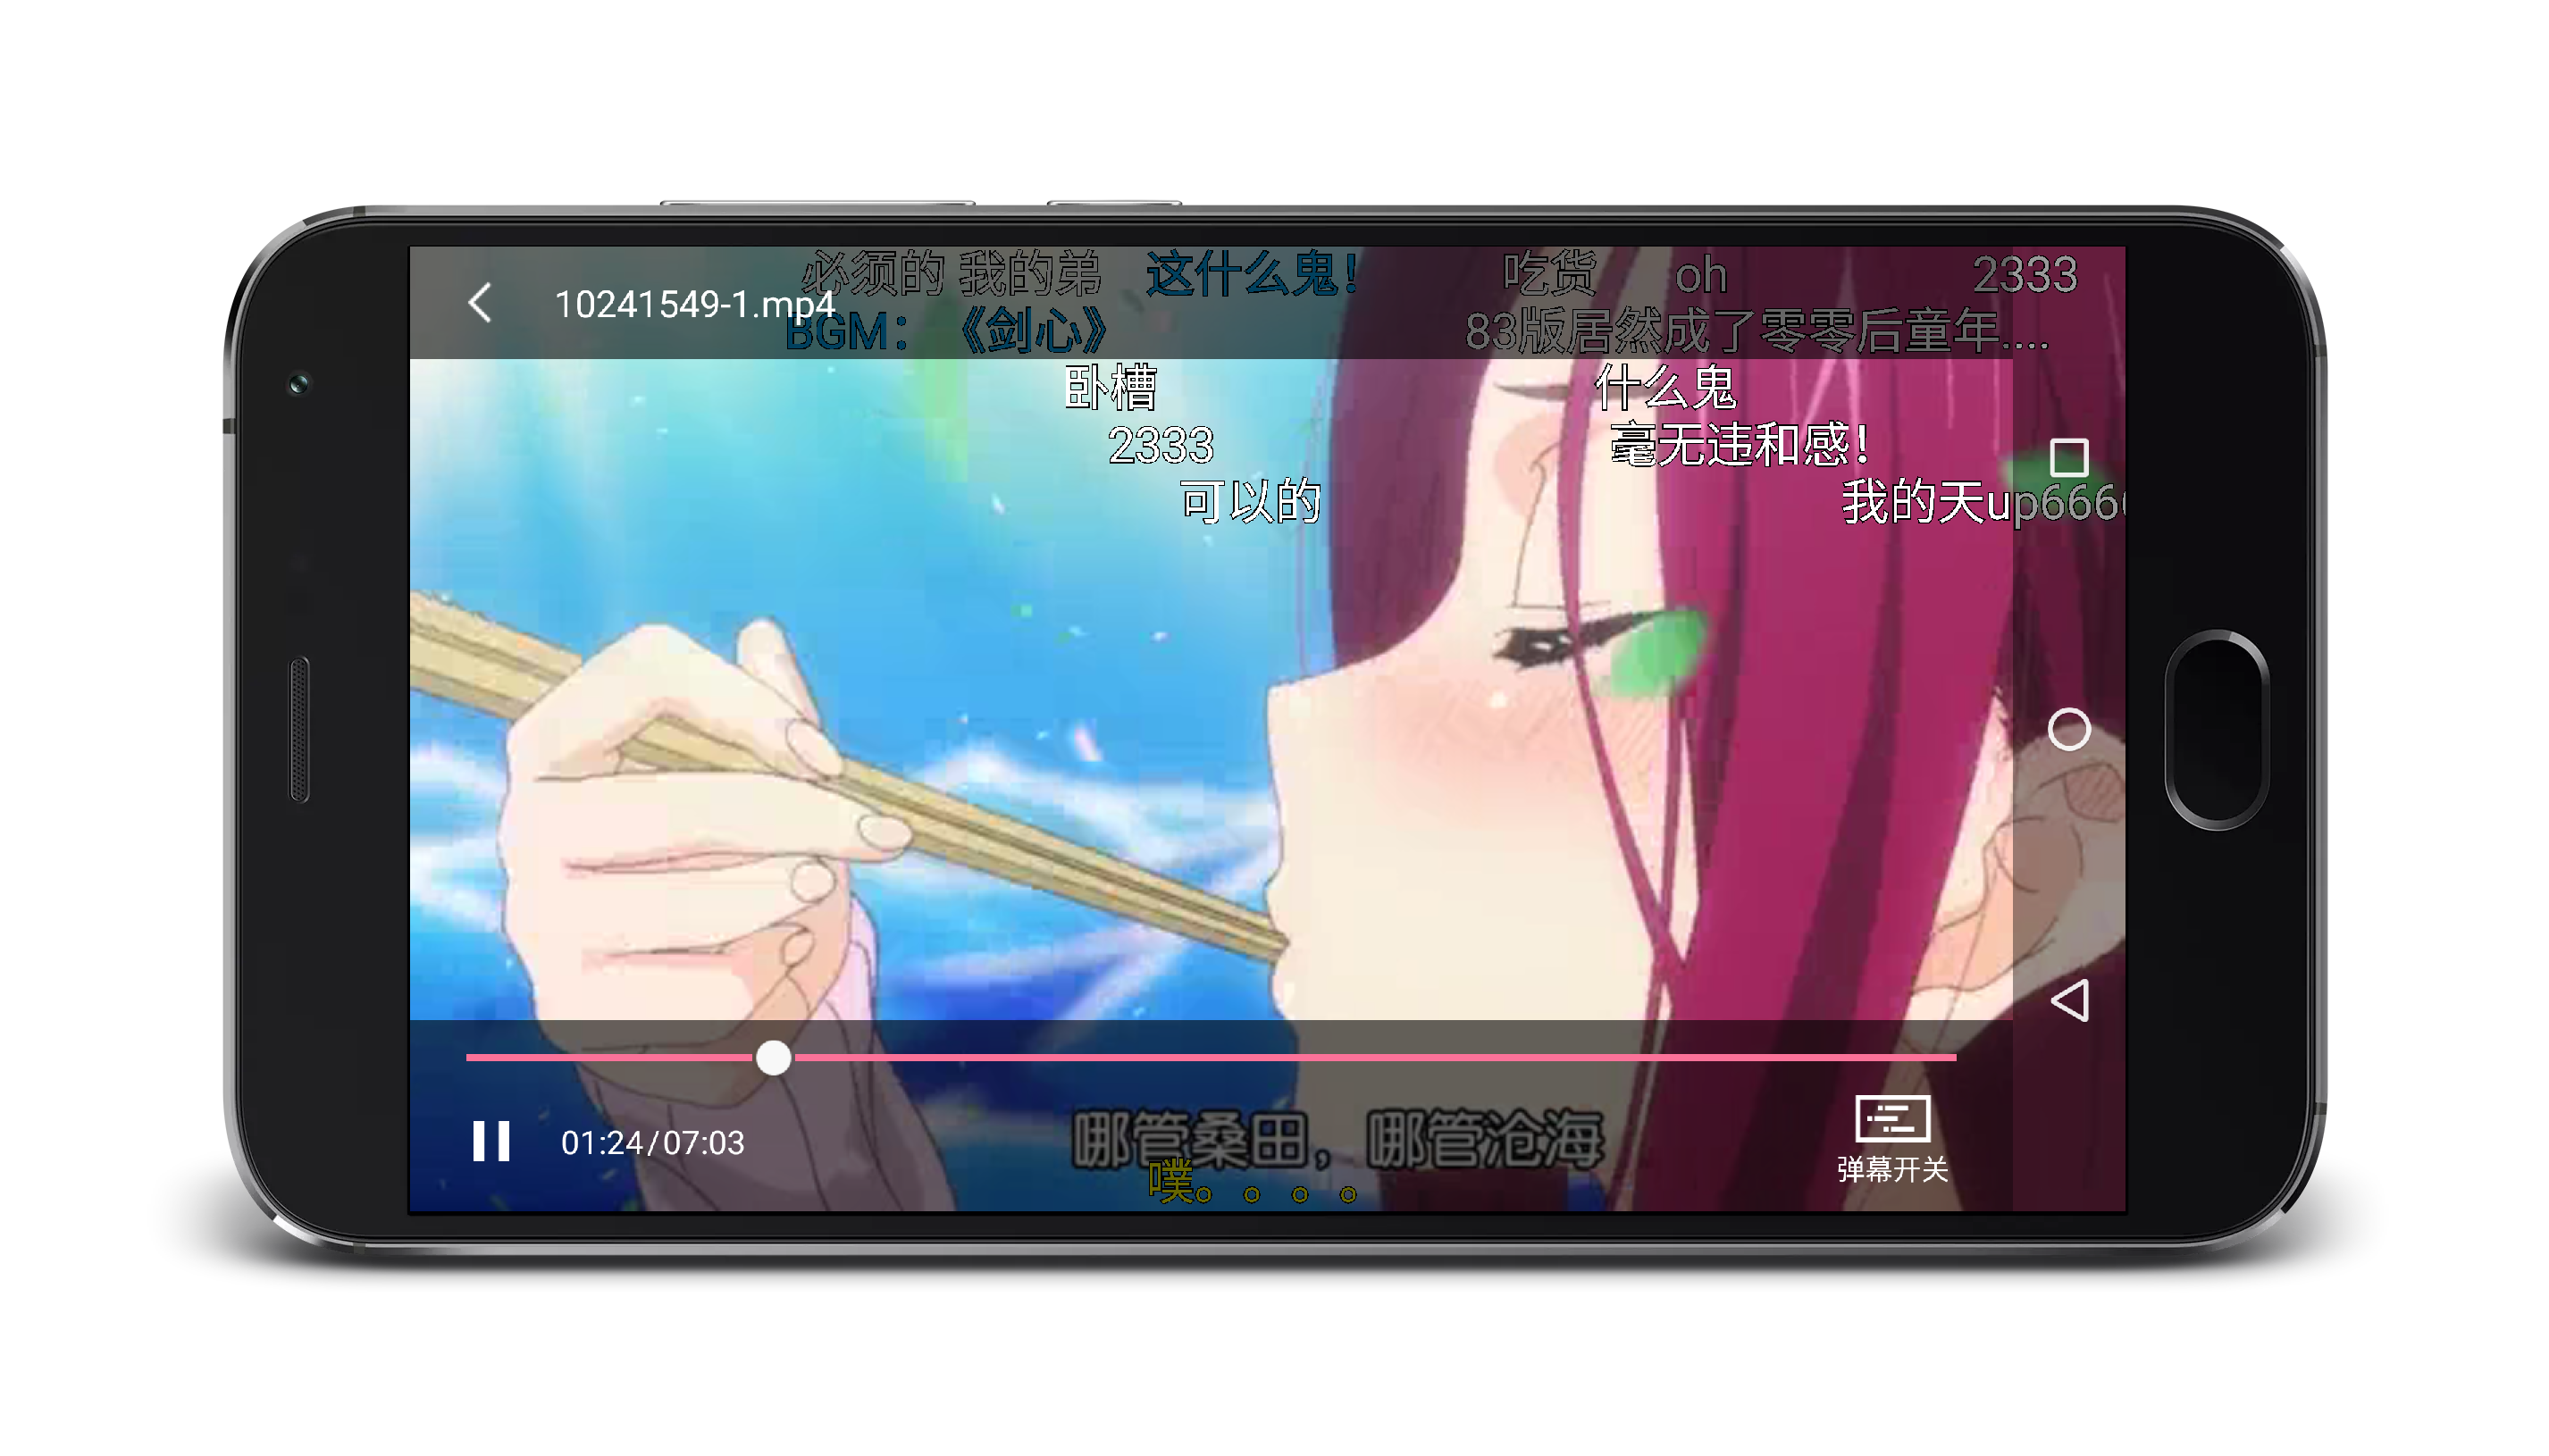 必须的 我的弟 这什么鬼！ 吃货 oh 2333
10241549-1.mp4
BGM：《剑心》 83版居然成了零零后童年....
卧槽 什么鬼
2333 毫无违和感！
可以的 我的天up666
01:24/07:03
哪管桑田，哪管沧海
弹幕开关
噗。。。。